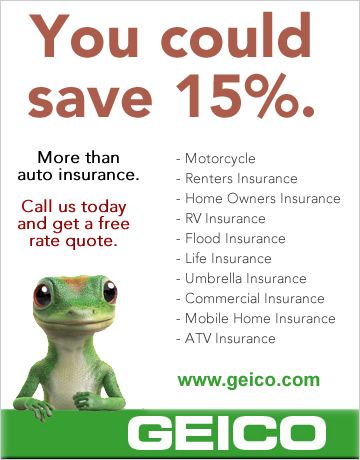 You could
save 15%.
More than
auto insurance.
Call us today
and get a free
rate quote.
- Motorcycle
- Renters Insurance
- Home Owners Insurance
- RV Insurance
- Flood Insurance
- Life Insurance
- Umbrella Insurance
- Commercial Insurance
- Mobile Home Insurance
- ATV Insurance
www.geico.com
GEICO